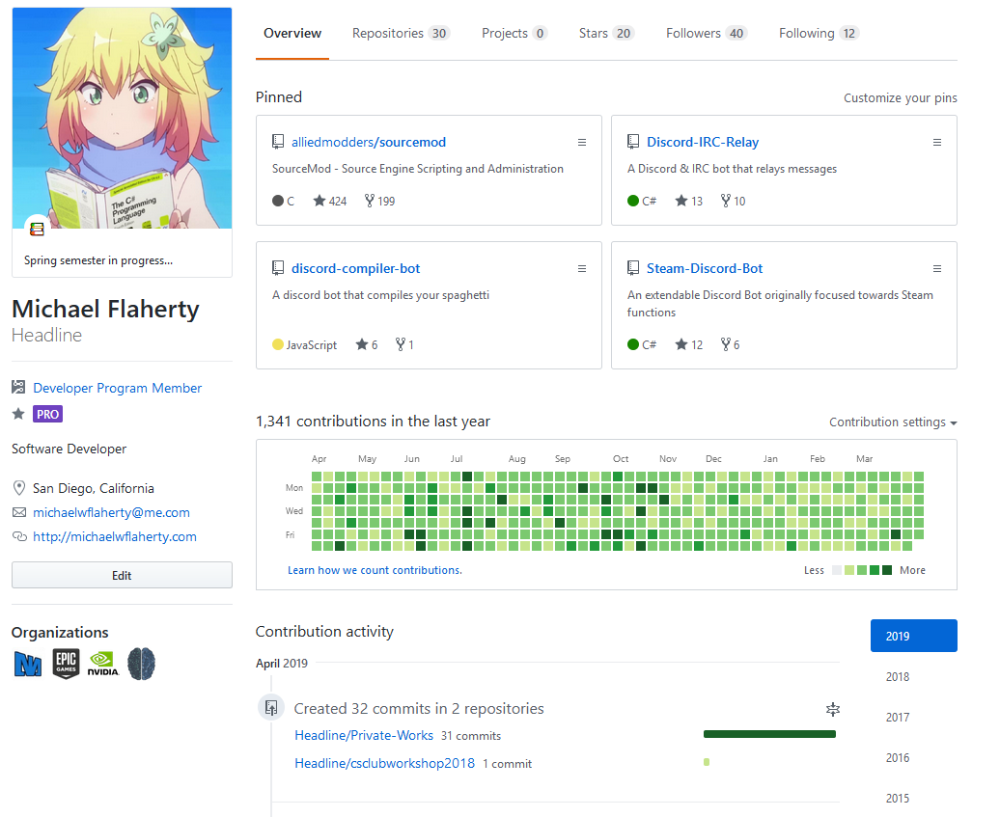 Overview Repositories 30 Projects 0 Stars 20 Followers 40 Following 12
The C#
Programming
Language
Spring semester in progress...
Michael Flaherty
Headline
Developer Program Member
PRO
Software Developer
San Diego, California
michaelwflaherty@me.com
http://michaelwflaherty.com
Edit
Organizations
EPIC
GAMES
NVIDIA.
Pinned Customize your pins
alliedmodders/sourcemod
SourceMod - Source Engine Scripting and Administration
C 424 199
Discord-IRC-Relay
A Discord & IRC bot that relays messages
C# 13 10
discord-compiler-bot
A discord bot that compiles your spaghetti
JavaScript 6 1
Steam-Discord-Bot
An extendable Discord Bot originally focused towards Steam
functions
C# 12 6
1,341 contributions in the last year Contribution settings
Apr May Jun Jul Aug Sep Oct Nov Dec Jan Feb Mar
Mon
Wed
Fri
Learn how we count contributions. Less More
Contribution activity
April 2019
Created 32 commits in 2 repositories
Headline/Private-Works 31 commits
Headline/csclubworkshop2018 1 commit
2019
2018
2017
2016
2015